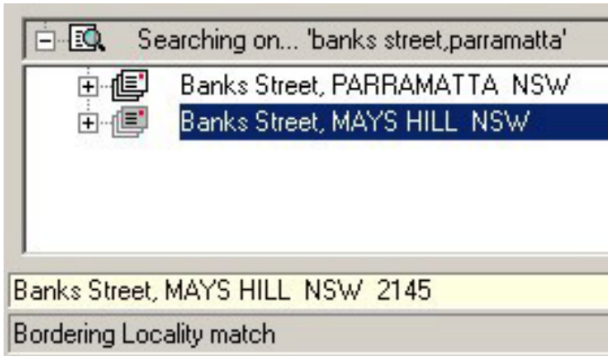 Searching on... 'banks street,parramatta'
Banks Street, PARRAMATTA NSW
Banks Street, MAYS HILL NSW
Banks Street, MAYS HILL NSW 2145
Bordering Locality match